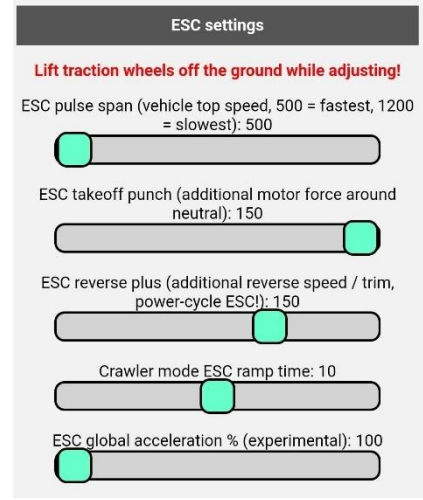 ESC settings
Lift traction wheels off the ground while adjusting!
ESC pulse span (vehicle top speed, 500 = fastest, 1200
= slowest): 500
ESC takeoff punch (additional motor force around
neutral): 150
ESC reverse plus (additional reverse speed / trim,
power-cycle ESC!): 150
Crawler mode ESC ramp time: 10
ESC global acceleration % (experimental): 100